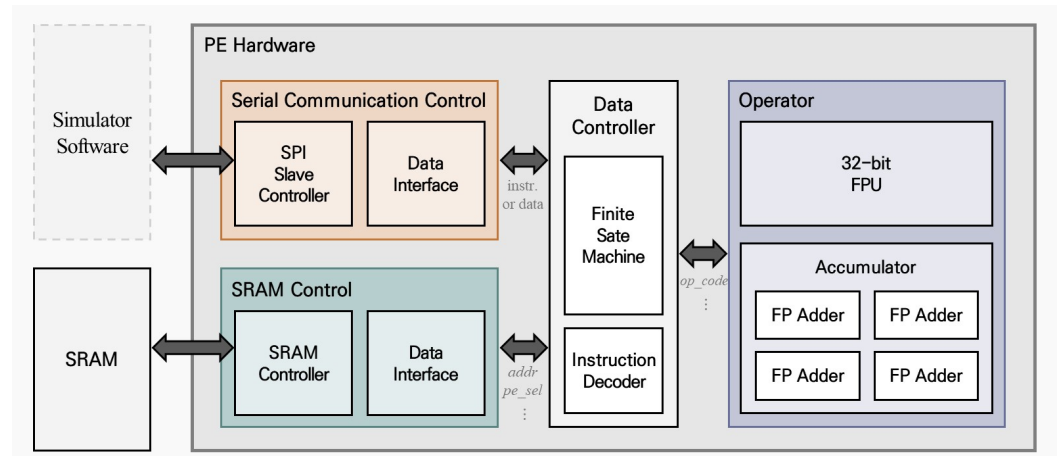 PE Hardware
Simulator
Software
Serial Communication Control
SPI
Slave
Controller
Data
Interface
instr.
or data
Data
Controller
Finite
Sate
Machine
Instruction
Decoder
Operator
32-bit
FPU
op_code
⋮
Accumulator
FP Adder
FP Adder
FP Adder
FP Adder
SRAM
SRAM Control
SRAM
Controller
Data
Interface
addr
pe_sel
⋮